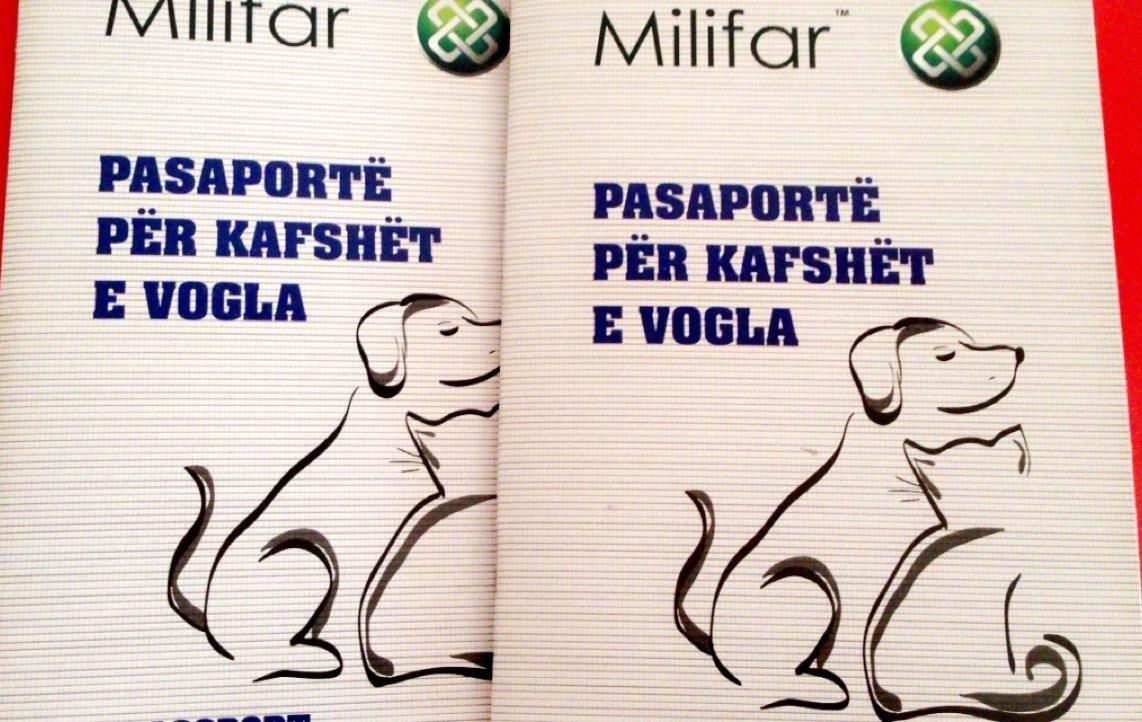 Milifar
PASAPORTË
PËR KAFSHËT
E VOGLA
Milifar™
PASAPORTË
PËR KAFSHËT
E VOGLA